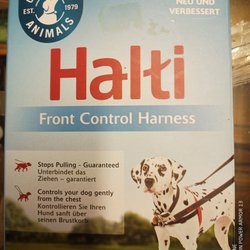 EST. 1979
ANIMALS
NEU UND
VERBESSERT
Halti
Front Control Harness
Stops Pulling - Guaranteed
Unterbindet das
Ziehen – garantiert
Controls your dog gently
from the chest
Kontrollieren Sie Ihren
Hund sanft über
seinen Brustkorb